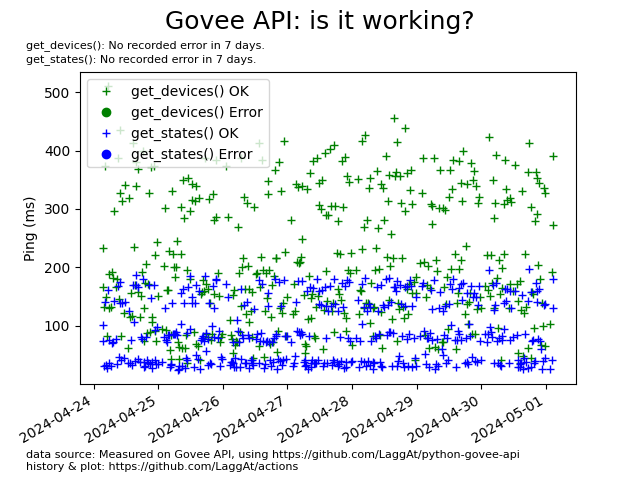 Govee API: is it working?
get_devices(): No recorded error in 7 days.
get_states(): No recorded error in 7 days.
get_devices() OK
get_devices() Error
get_states() OK
get_states() Error
Ping (ms)
500
400
300
200
100
2024-04-24
2024-04-25
2024-04-26
2024-04-27
2024-04-28
2024-04-29
2024-04-30
2024-05-01
data source: Measured on Govee API, using https://github.com/LaggAt/python-govee-api
history & plot: https://github.com/LaggAt/actions